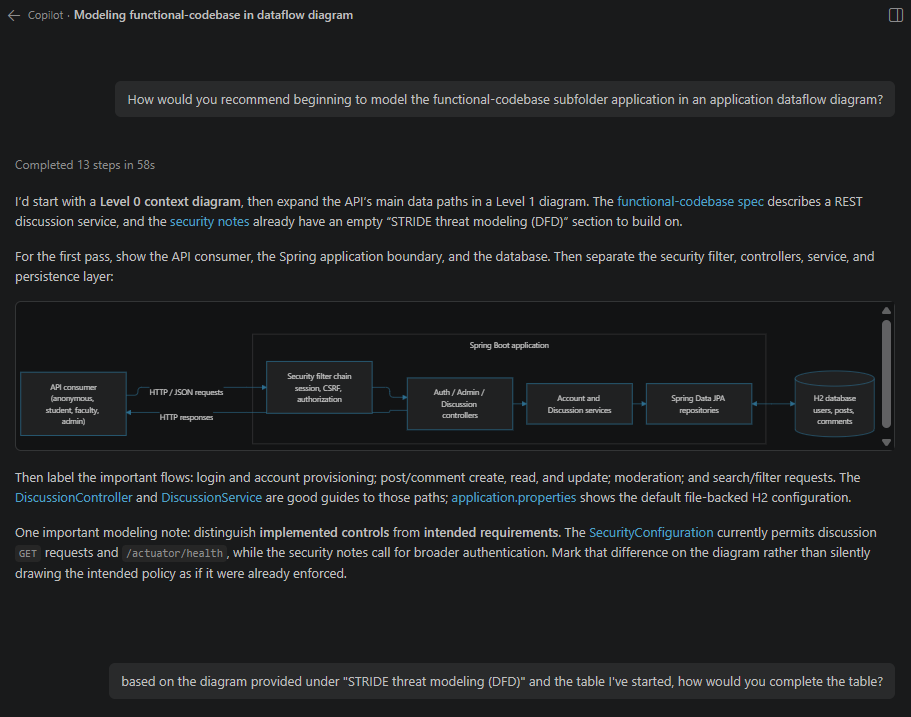 Copilot · Modeling functional-codebase in dataflow diagram
How would you recommend beginning to model the functional-codebase subfolder application in an application dataflow diagram?
Completed 13 steps in 58s
I'd start with a Level 0 context diagram, then expand the API's main data paths in a Level 1 diagram. The functional-codebase spec describes a REST
discussion service, and the security notes already have an empty “STRIDE threat modeling (DFD)” section to build on.
For the first pass, show the API consumer, the Spring application boundary, and the database. Then separate the security filter, controllers, service, and
persistence layer:
Spring Boot application
API consumer
(anonymous,
student, faculty,
admin)
HTTP / JSON requests
HTTP responses
Security filter chain
session, CSRF,
authorization
Auth / Admin /
Discussion
controllers
Account and
Discussion services
Spring Data JPA
repositories
H2 database
users, posts,
comments
Then label the important flows: login and account provisioning; post/comment create, read, and update; moderation; and search/filter requests. The
DiscussionController and DiscussionService are good guides to those paths; application.properties shows the default file-backed H2 configuration.
One important modeling note: distinguish implemented controls from intended requirements. The SecurityConfiguration currently permits discussion
GET requests and /actuator/health, while the security notes call for broader authentication. Mark that difference on the diagram rather than silently
drawing the intended policy as if it were already enforced.
based on the diagram provided under "STRIDE threat modeling (DFD)" and the table I've started, how would you complete the table?